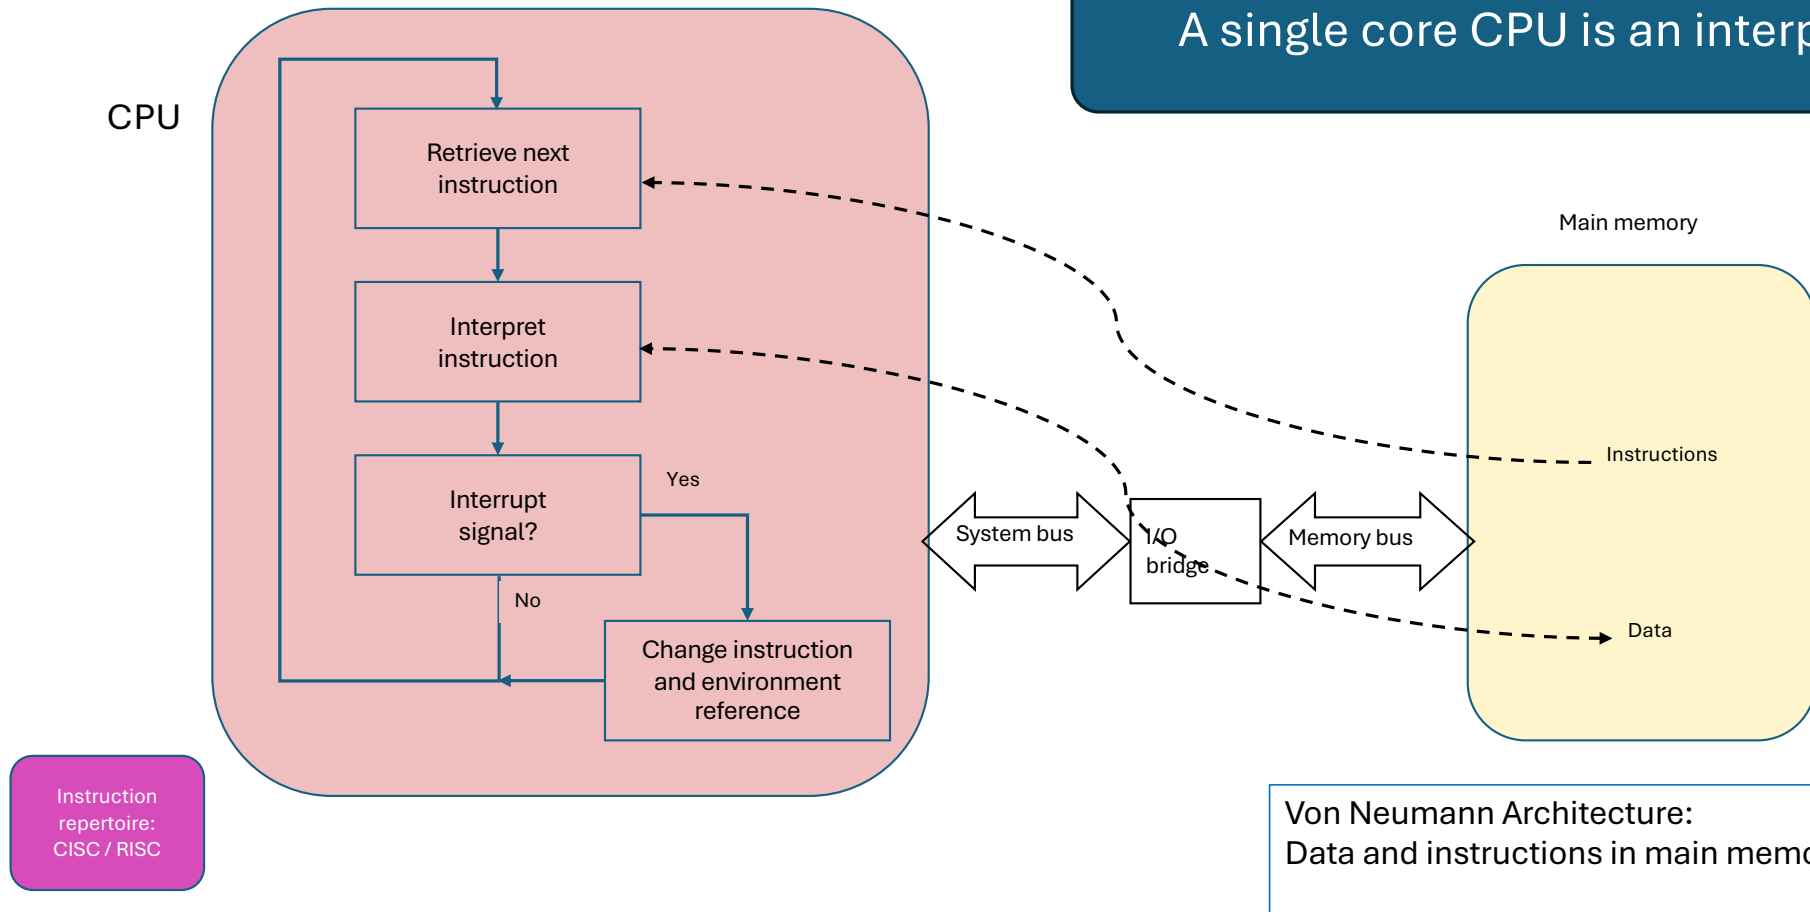 A single core CPU is an interp
CPU
Retrieve next
instruction
Main memory
Interpret
instruction
Instructions
Yes
Interrupt
signal?
System bus
I/O
bridge
Memory bus
No
Data
Change instruction
and environment
reference
Instruction
repertoire:
CISC / RISC
Von Neumann Architecture:
Data and instructions in main memo